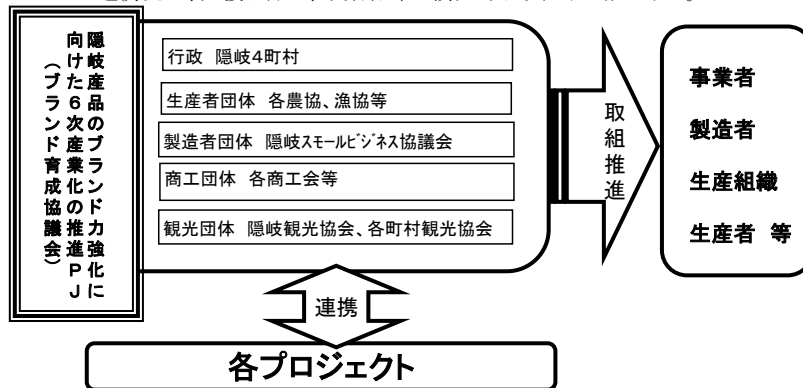 隠岐産品のブランド力強化に
向けた6次産業化の推進PJ
（ブランド育成協議会）
行政　隠岐4町村
生産者団体　各農協、漁協等
製造者団体　隠岐スモールビジネス協議会
商工団体　各商工会等
観光団体　隠岐観光協会、各町村観光協会
取組推進
事業者
製造者
生産組織
生産者　等
連携
各プロジェクト